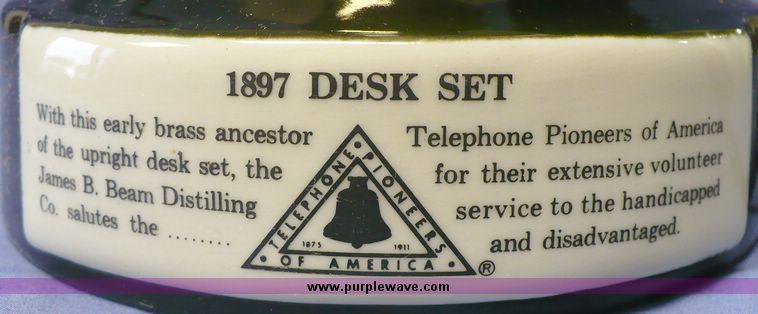 1897 DESK SET
With this early brass ancestor
of the upright desk set, the
James B. Beam Distilling
Co. salutes the ........
TELEPHONE • PIONEERS
• OF AMERICA •
1875 1911
®
Telephone Pioneers of America
for their extensive volunteer
service to the handicapped
and disadvantaged.
www.purplewave.com